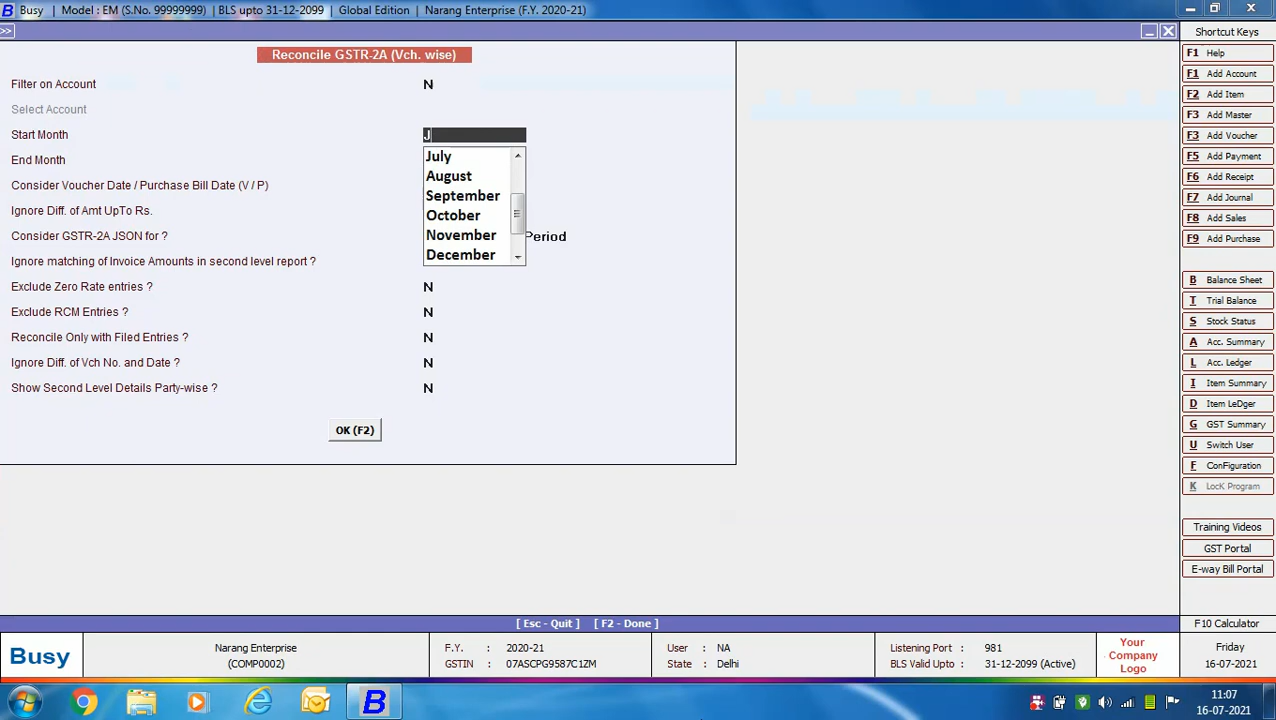 Busy Model : EM (S.No. 99999999) BLS upto 31-12-2099 Global Edition Narang Enterprise (F.Y. 2020-21)
>>
Reconcile GSTR-2A (Vch. wise)
Filter on Account N
Select Account
Start Month J
End Month
Consider Voucher Date / Purchase Bill Date (V / P)
Ignore Diff. of Amt UpTo Rs.
Consider GSTR-2A JSON for ? Period
Ignore matching of Invoice Amounts in second level report ?
Exclude Zero Rate entries ? N
Exclude RCM Entries ? N
Reconcile Only with Filed Entries ? N
Ignore Diff. of Vch No. and Date ? N
Show Second Level Details Party-wise ? N
July
August
September
October
November
December
OK (F2)
Shortcut Keys
F1 Help
F1 Add Account
F2 Add Item
F3 Add Master
F3 Add Voucher
F5 Add Payment
F6 Add Receipt
F7 Add Journal
F8 Add Sales
F9 Add Purchase
B Balance Sheet
T Trial Balance
S Stock Status
A Acc. Summary
L Acc. Ledger
I Item Summary
D Item LeDger
G GST Summary
U Switch User
F ConFiguration
K LocK Program
Training Videos
GST Portal
E-way Bill Portal
[ Esc - Quit ] [ F2 - Done ]
F10 Calculator
Busy
Narang Enterprise
(COMP0002)
F.Y. : 2020-21
GSTIN : 07ASCPG9587C1ZM
User : NA
State : Delhi
Listening Port : 981
BLS Valid Upto : 31-12-2099 (Active)
Your
Company
Logo
Friday
16-07-2021
11:07
16-07-2021